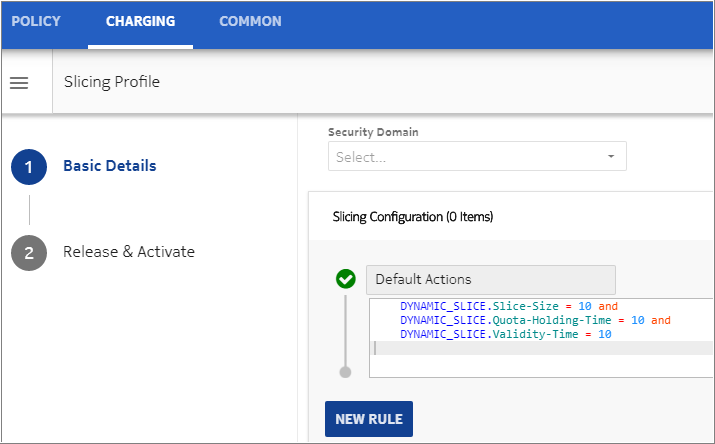 POLICY CHARGING COMMON
Slicing Profile
1 Basic Details
2 Release & Activate
Security Domain
Select...
Slicing Configuration (0 Items)
Default Actions
DYNAMIC_SLICE.Slice-Size = 10 and
DYNAMIC_SLICE.Quota-Holding-Time = 10 and
DYNAMIC_SLICE.Validity-Time = 10
NEW RULE